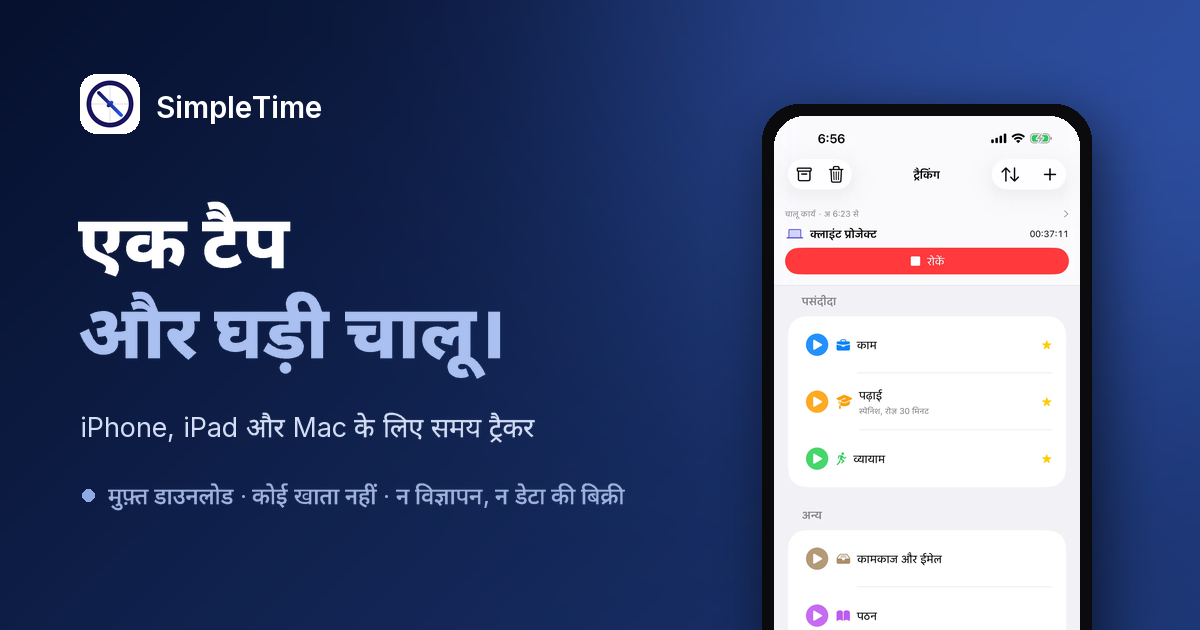 SimpleTime
एक टैप
और घड़ी चालू।
iPhone, iPad और Mac के लिए समय ट्रैकर
मुफ़्त डाउनलोड · कोई खाता नहीं · न विज्ञापन, न डेटा की बिक्री
6:56
ट्रैकिंग
चालू कार्य · अ 6:23 से
क्लाइंट प्रोजेक्ट 00:37:11
रोकें
पसंदीदा
काम
पढ़ाई
स्पेनिश, रोज़ 30 मिनट
व्यायाम
अन्य
कामकाज और ईमेल
पठन